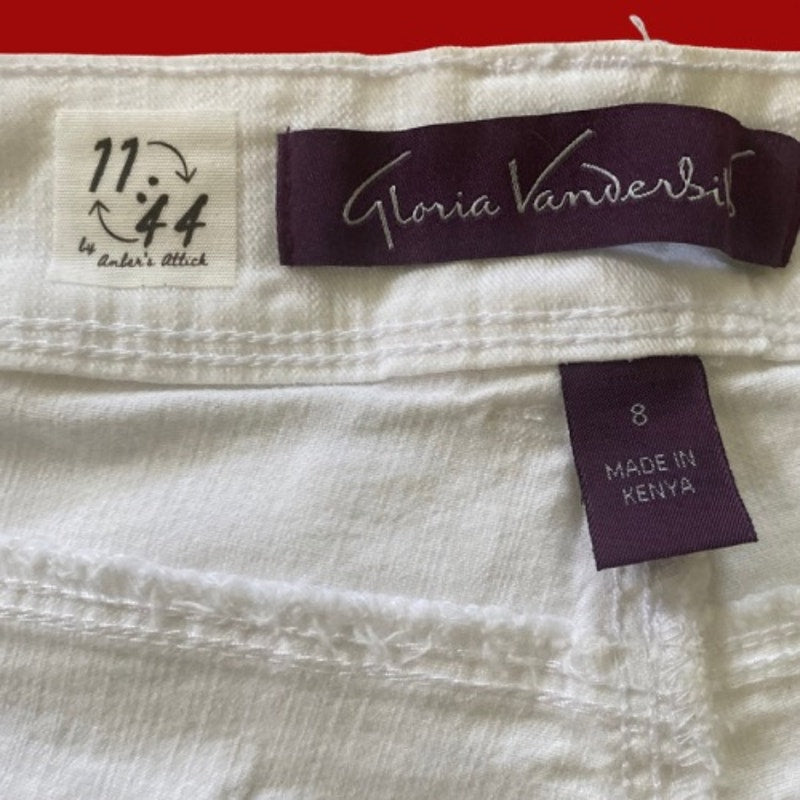 11:
44
by
Amber's Attick
Gloria Vanderbilt
8
MADE IN
KENYA